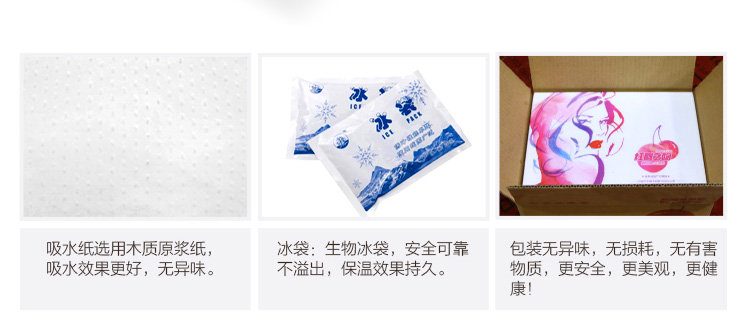 冰 袋
ICE PACK
吸水纸选用木质原浆纸，
吸水效果更好，无异味。
冰袋：生物冰袋，安全可靠
不溢出，保温效果持久。
包装无异味，无损耗，无有害
物质，更安全，更美观，更健
康！